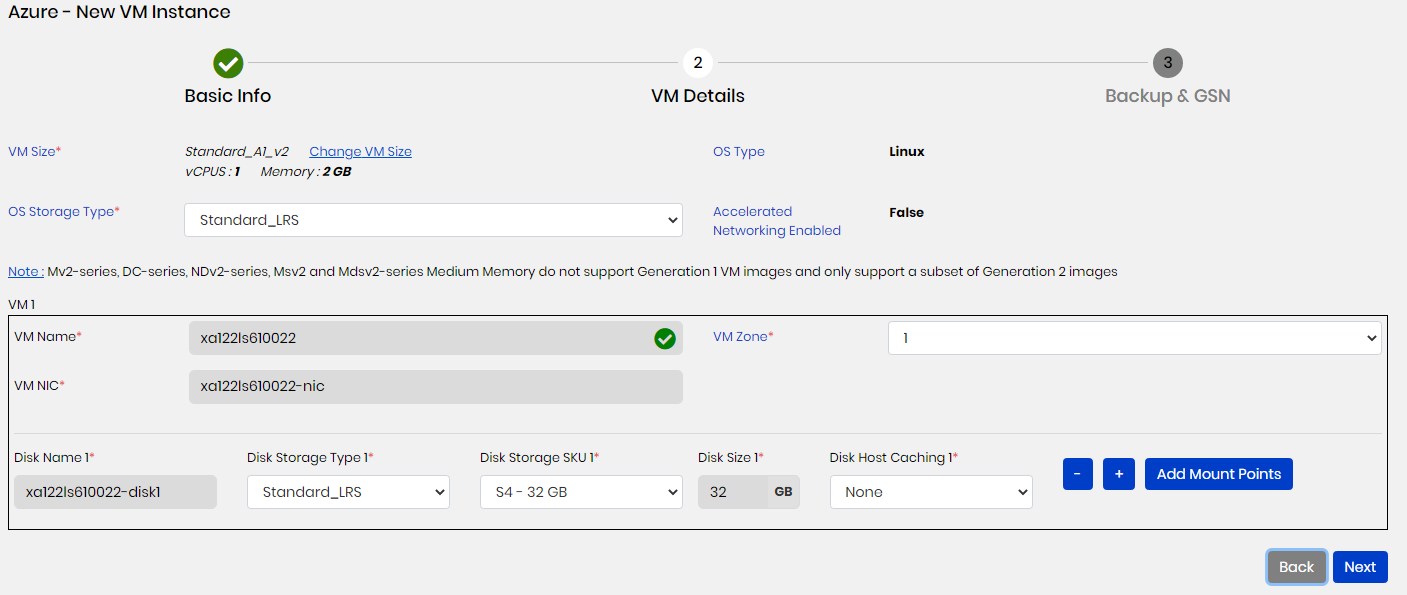 Azure - New VM Instance
2
3
Basic Info
VM Details
Backup & GSN
VM Size*
Standard_A1_v2 Change VM Size
vCPUS : 1 Memory : 2 GB
OS Type
Linux
OS Storage Type*
Standard_LRS
Accelerated
Networking Enabled
False
Note : Mv2-series, DC-series, NDv2-series, Msv2 and Mdsv2-series Medium Memory do not support Generation 1 VM images and only support a subset of Generation 2 images
VM 1
VM Name*
xa122ls610022
VM Zone*
1
VM NIC*
xa122ls610022-nic
Disk Name 1*
Disk Storage Type 1*
Disk Storage SKU 1*
Disk Size 1*
Disk Host Caching 1*
xa122ls610022-disk1
Standard_LRS
S4 - 32 GB
32 GB
None
-
+
Add Mount Points
Back
Next